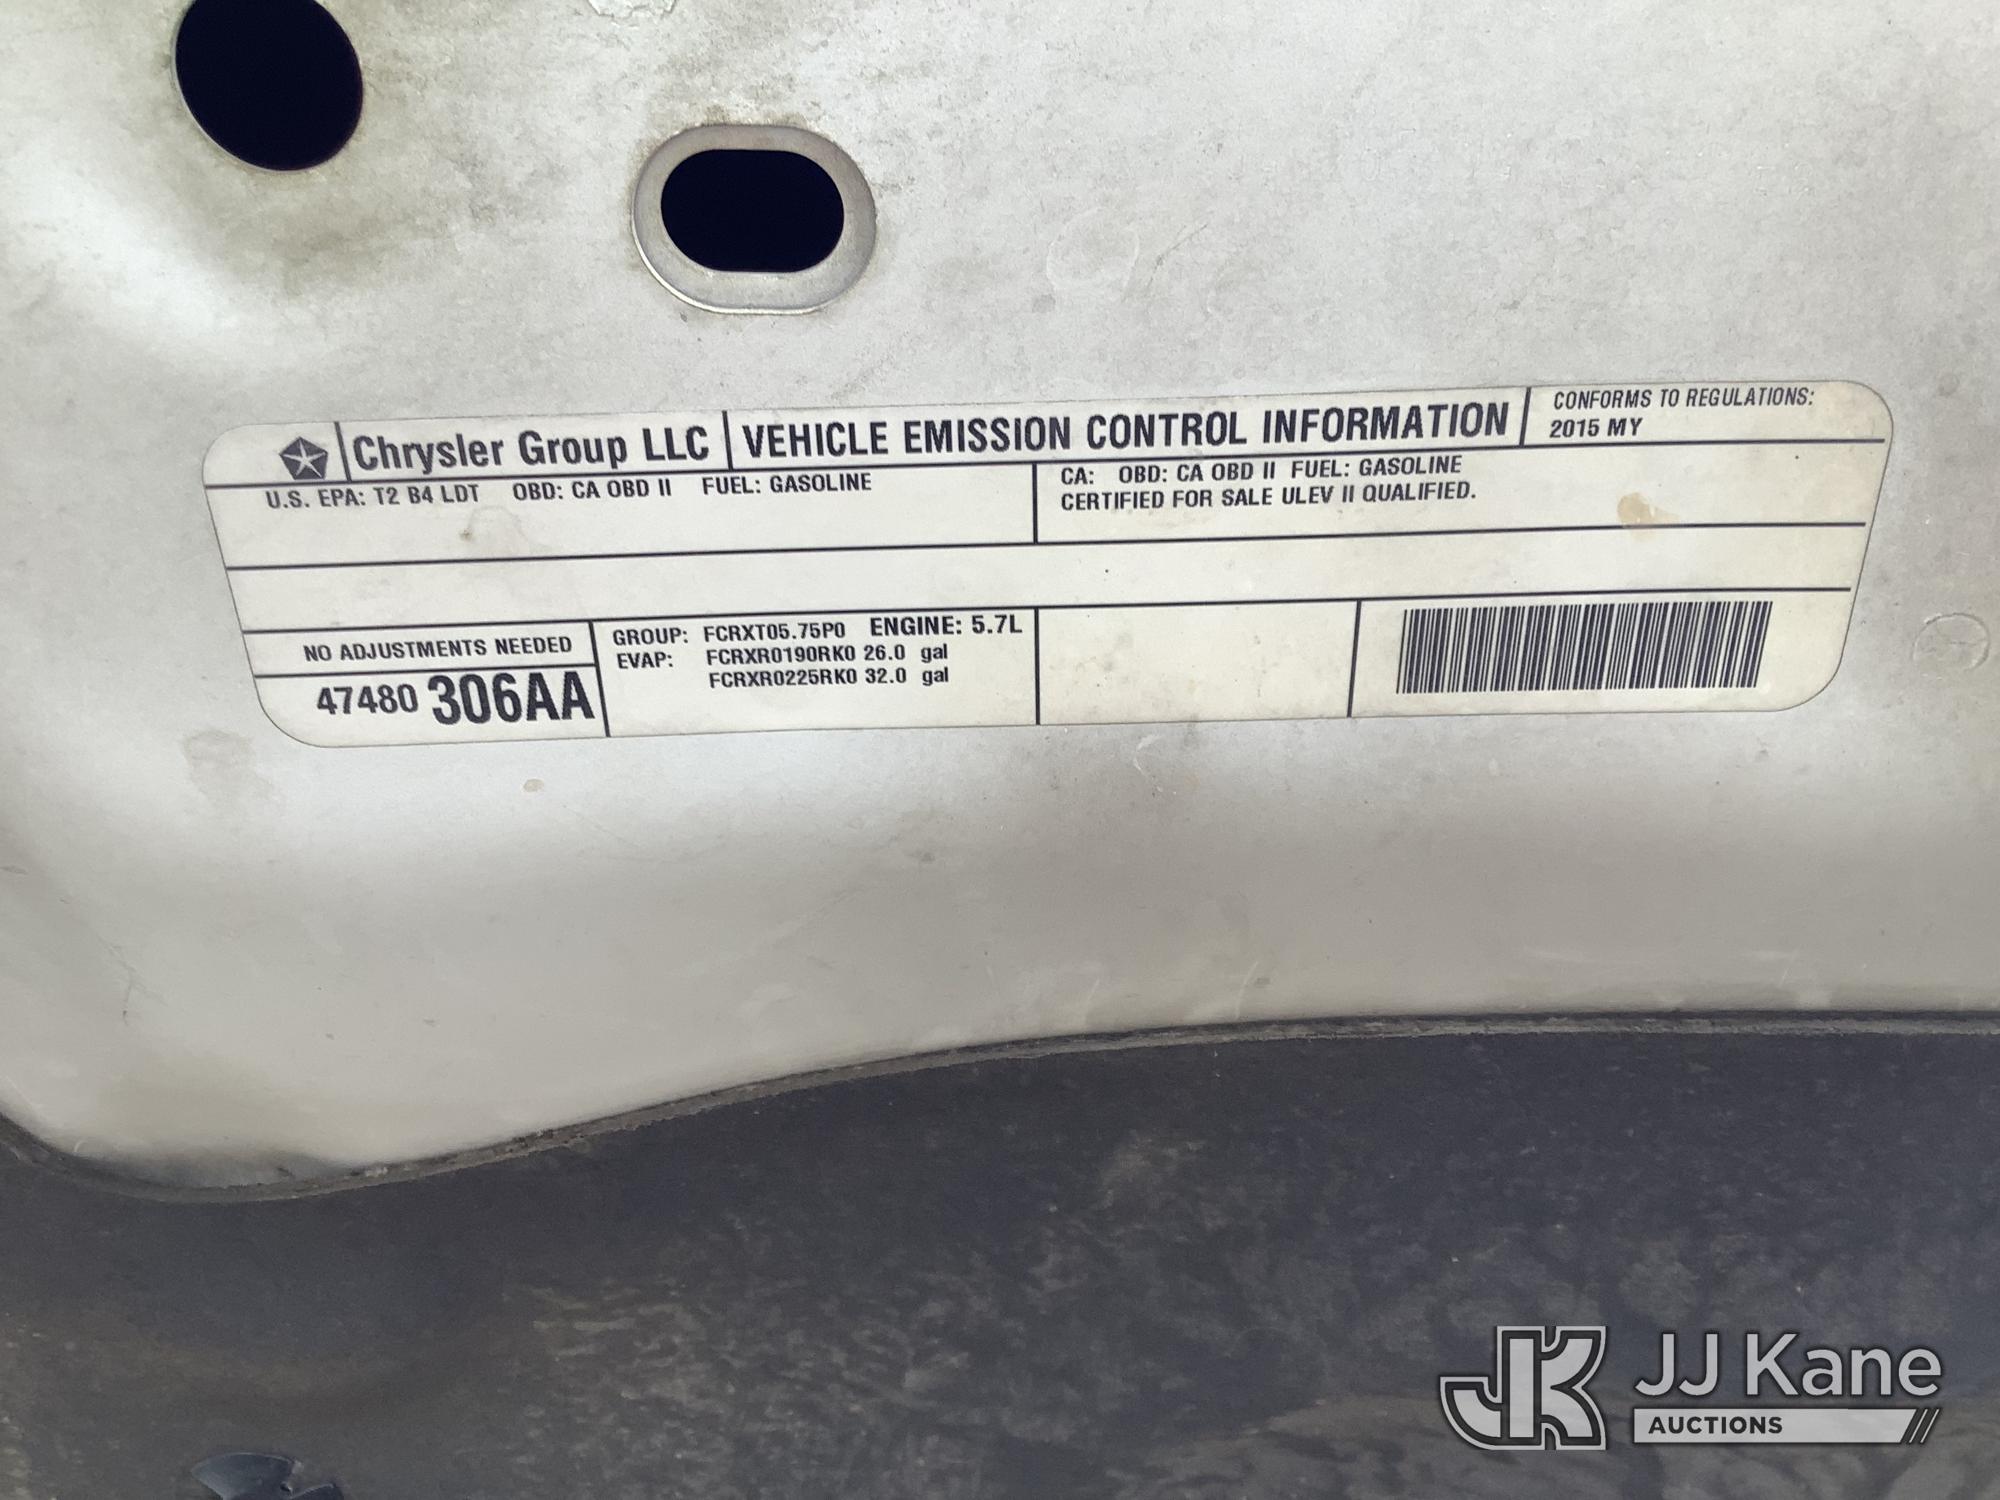 Chrysler Group LLC VEHICLE EMISSION CONTROL INFORMATION
CONFORMS TO REGULATIONS:
2015 MY
U.S. EPA: T2 B4 LDT OBD: CA OBD II FUEL: GASOLINE
CA: OBD: CA OBD II FUEL: GASOLINE
CERTIFIED FOR SALE ULEV II QUALIFIED.
NO ADJUSTMENTS NEEDED
47480 306AA
GROUP: FCRXT05.75P0 ENGINE: 5.7L
EVAP: FCRXR0190RK0 26.0 gal
FCRXR0225RK0 32.0 gal
JK JJ Kane
AUCTIONS